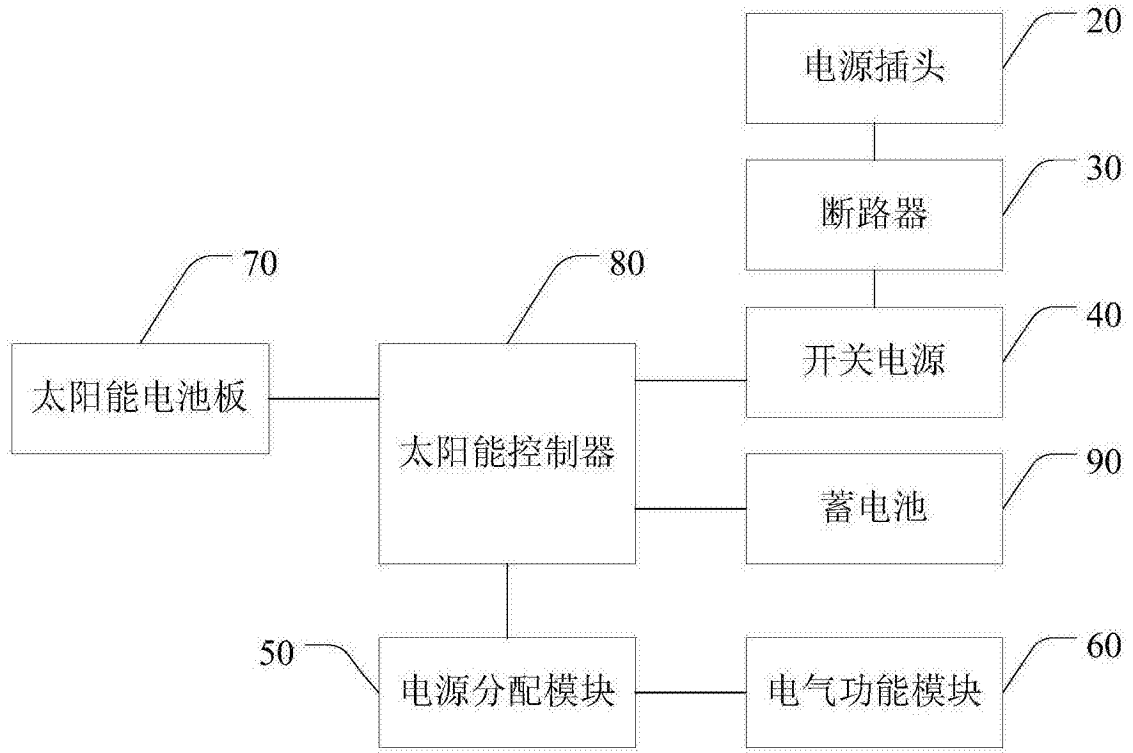 20
电源插头
30
断路器
70
80
40
开关电源
太阳能电池板
太阳能控制器
90
蓄电池
50
60
电源分配模块
电气功能模块